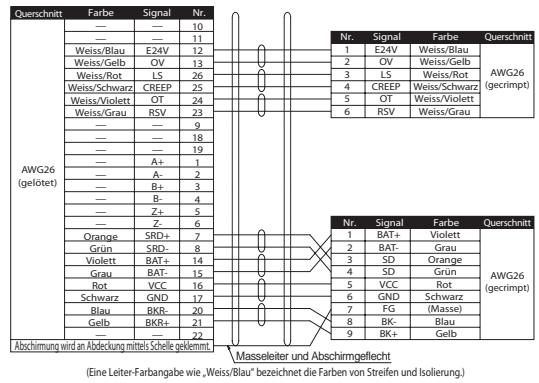 Querschnitt Farbe Signal Nr.
— — 10
— — 11
Weiss/Blau E24V 12
Weiss/Gelb OV 13
Weiss/Rot LS 26
Weiss/Schwarz CREEP 25
Weiss/Violett OT 24
Weiss/Grau RSV 23
— — 9
— — 18
— — 19
— A+ 1
— A- 2
— B+ 3
— B- 4
— Z+ 5
— Z- 6
Orange SRD+ 7
Grün SRD- 8
Violett BAT+ 14
Grau BAT- 15
Rot VCC 16
Schwarz GND 17
Blau BKR- 20
Gelb BKR+ 21
— — 22
AWG26
(gelötet)
Abschirmung wird an Abdeckung mittels Schelle geklemmt.
Nr. Signal Farbe Querschnitt
1 E24V Weiss/Blau
2 OV Weiss/Gelb
3 LS Weiss/Rot
4 CREEP Weiss/Schwarz
5 OT Weiss/Violett
6 RSV Weiss/Grau
AWG26
(gecrimpt)
Nr. Signal Farbe Querschnitt
1 BAT+ Violett
2 BAT- Grau
3 SD Orange
4 SD Grün
5 VCC Rot
6 GND Schwarz
7 FG (Masse)
8 BK- Blau
9 BK+ Gelb
AWG26
(gecrimpt)
Masseleiter und Abschirmgeflecht
(Eine Leiter-Farbangabe wie „Weiss/Blau“ bezeichnet die Farben von Streifen und Isolierung.)